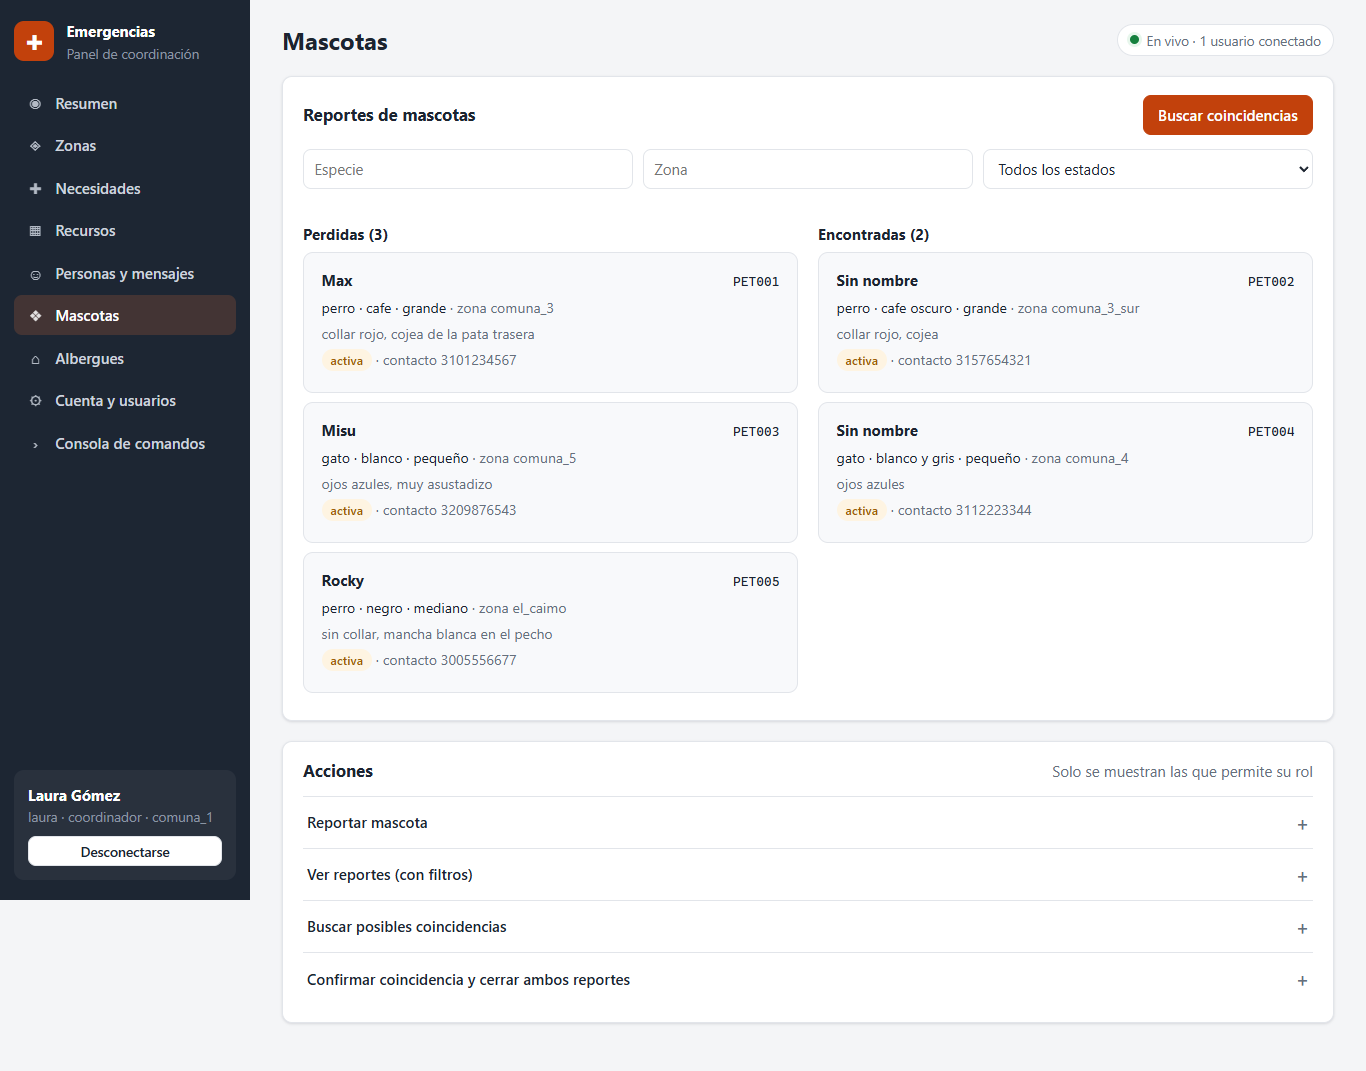 Emergencias
Panel de coordinación
Resumen
Zonas
Necesidades
Recursos
Personas y mensajes
Mascotas
Albergues
Cuenta y usuarios
Consola de comandos
Laura Gómez
laura · coordinador · comuna_1
Desconectarse
Mascotas
En vivo · 1 usuario conectado
Reportes de mascotas
Buscar coincidencias
Especie
Zona
Todos los estados
Perdidas (3)
Max PET001
perro · cafe · grande · zona comuna_3
collar rojo, cojea de la pata trasera
activa · contacto 3101234567
Misu PET003
gato · blanco · pequeño · zona comuna_5
ojos azules, muy asustadizo
activa · contacto 3209876543
Rocky PET005
perro · negro · mediano · zona el_caimo
sin collar, mancha blanca en el pecho
activa · contacto 3005556677
Encontradas (2)
Sin nombre PET002
perro · cafe oscuro · grande · zona comuna_3_sur
collar rojo, cojea
activa · contacto 3157654321
Sin nombre PET004
gato · blanco y gris · pequeño · zona comuna_4
ojos azules
activa · contacto 3112223344
Acciones
Solo se muestran las que permite su rol
Reportar mascota +
Ver reportes (con filtros) +
Buscar posibles coincidencias +
Confirmar coincidencia y cerrar ambos reportes +